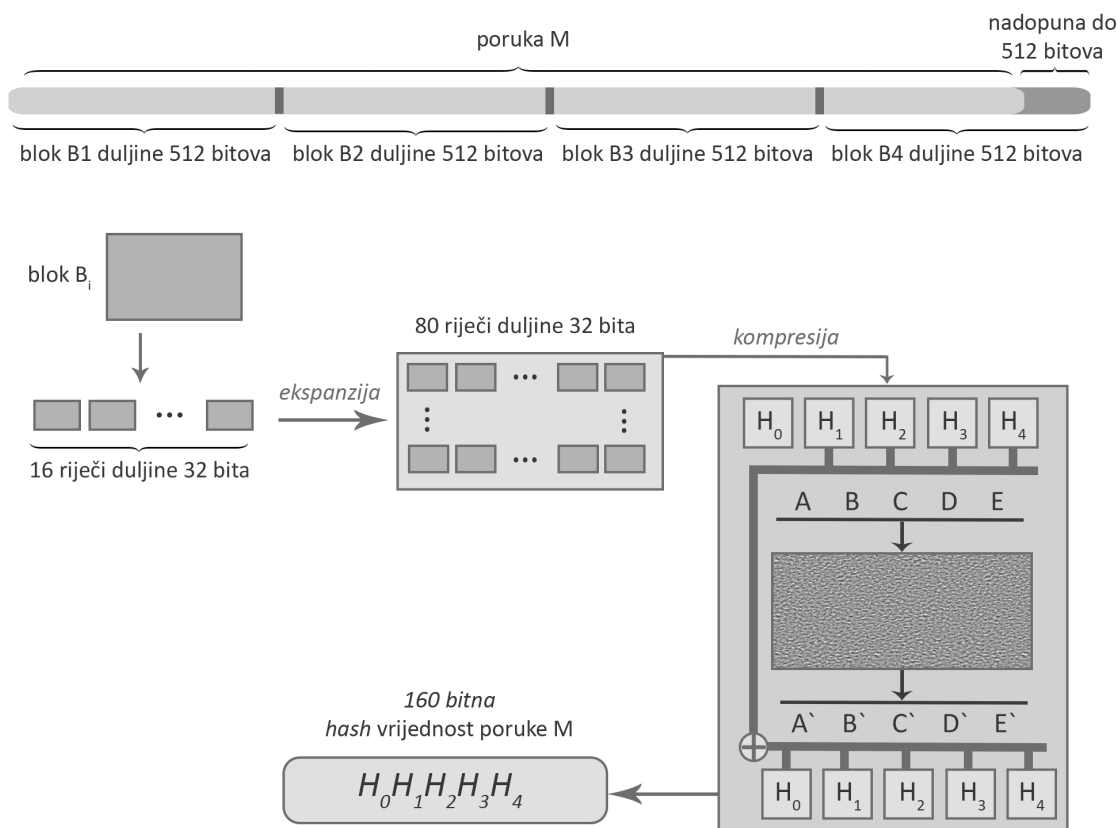 nadopuna do
512 bitova
poruka M
blok B1 duljine 512 bitova
blok B2 duljine 512 bitova
blok B3 duljine 512 bitova
blok B4 duljine 512 bitova
blok Bi
16 riječi duljine 32 bita
ekspanzija
80 riječi duljine 32 bita
kompresija
H0 H1 H2 H3 H4
A B C D E
A` B` C` D` E`
H0 H1 H2 H3 H4
160 bitna
hash vrijednost poruke M
H0H1H2H3H4